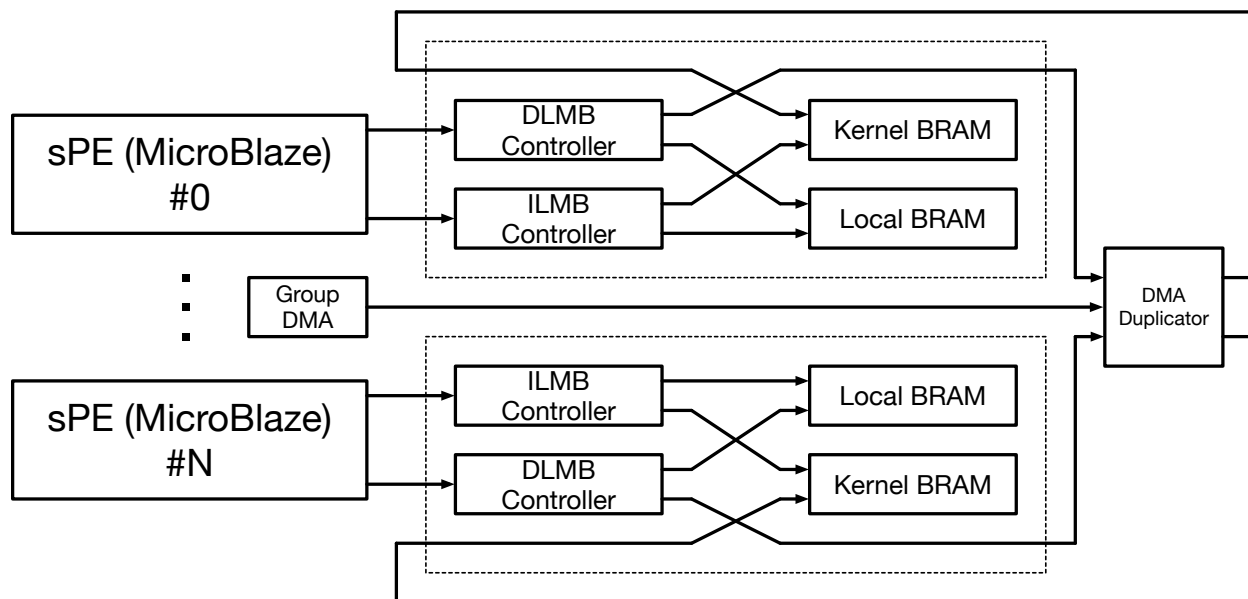 sPE (MicroBlaze)
#0
DLMB
Controller
Kernel BRAM
ILMB
Controller
Local BRAM
Group
DMA
DMA
Duplicator
sPE (MicroBlaze)
#N
ILMB
Controller
Local BRAM
DLMB
Controller
Kernel BRAM